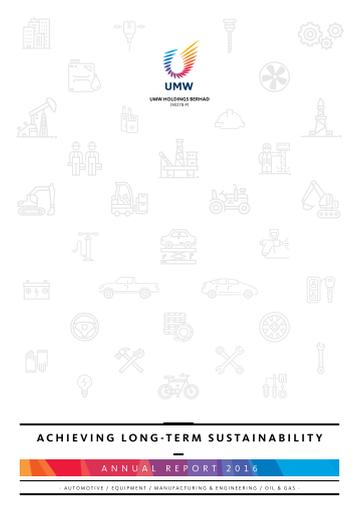 UMW
UMW HOLDINGS BERHAD
ACHIEVING LONG-TERM SUSTAINABILITY
ANNUAL REPORT 2016
· AUTOMOTIVE / EQUIPMENT / MANUFACTURING & ENGINEERING / OIL & GAS ·